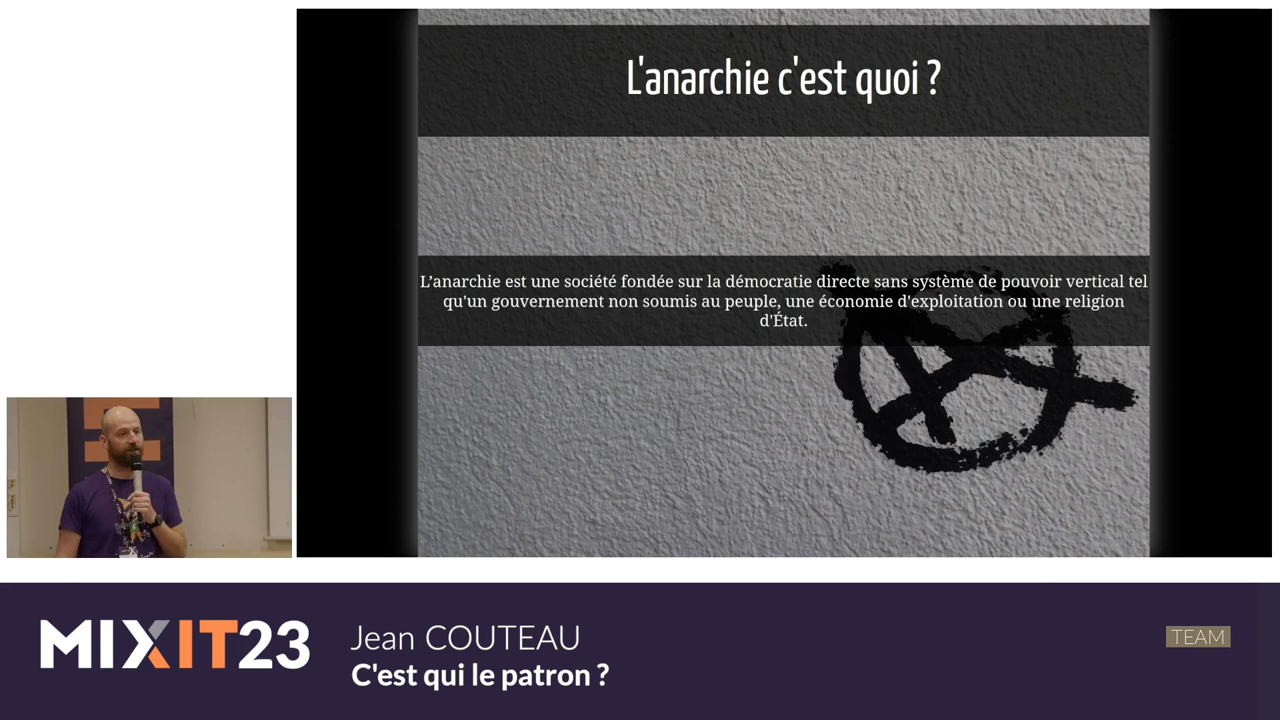 L'anarchie c'est quoi ?
L’anarchie est une société fondée sur la démocratie directe sans système de pouvoir vertical tel
qu'un gouvernement non soumis au peuple, une économie d'exploitation ou une religion
d'État.
MIXIT23
Jean COUTEAU
C'est qui le patron ?
TEAM